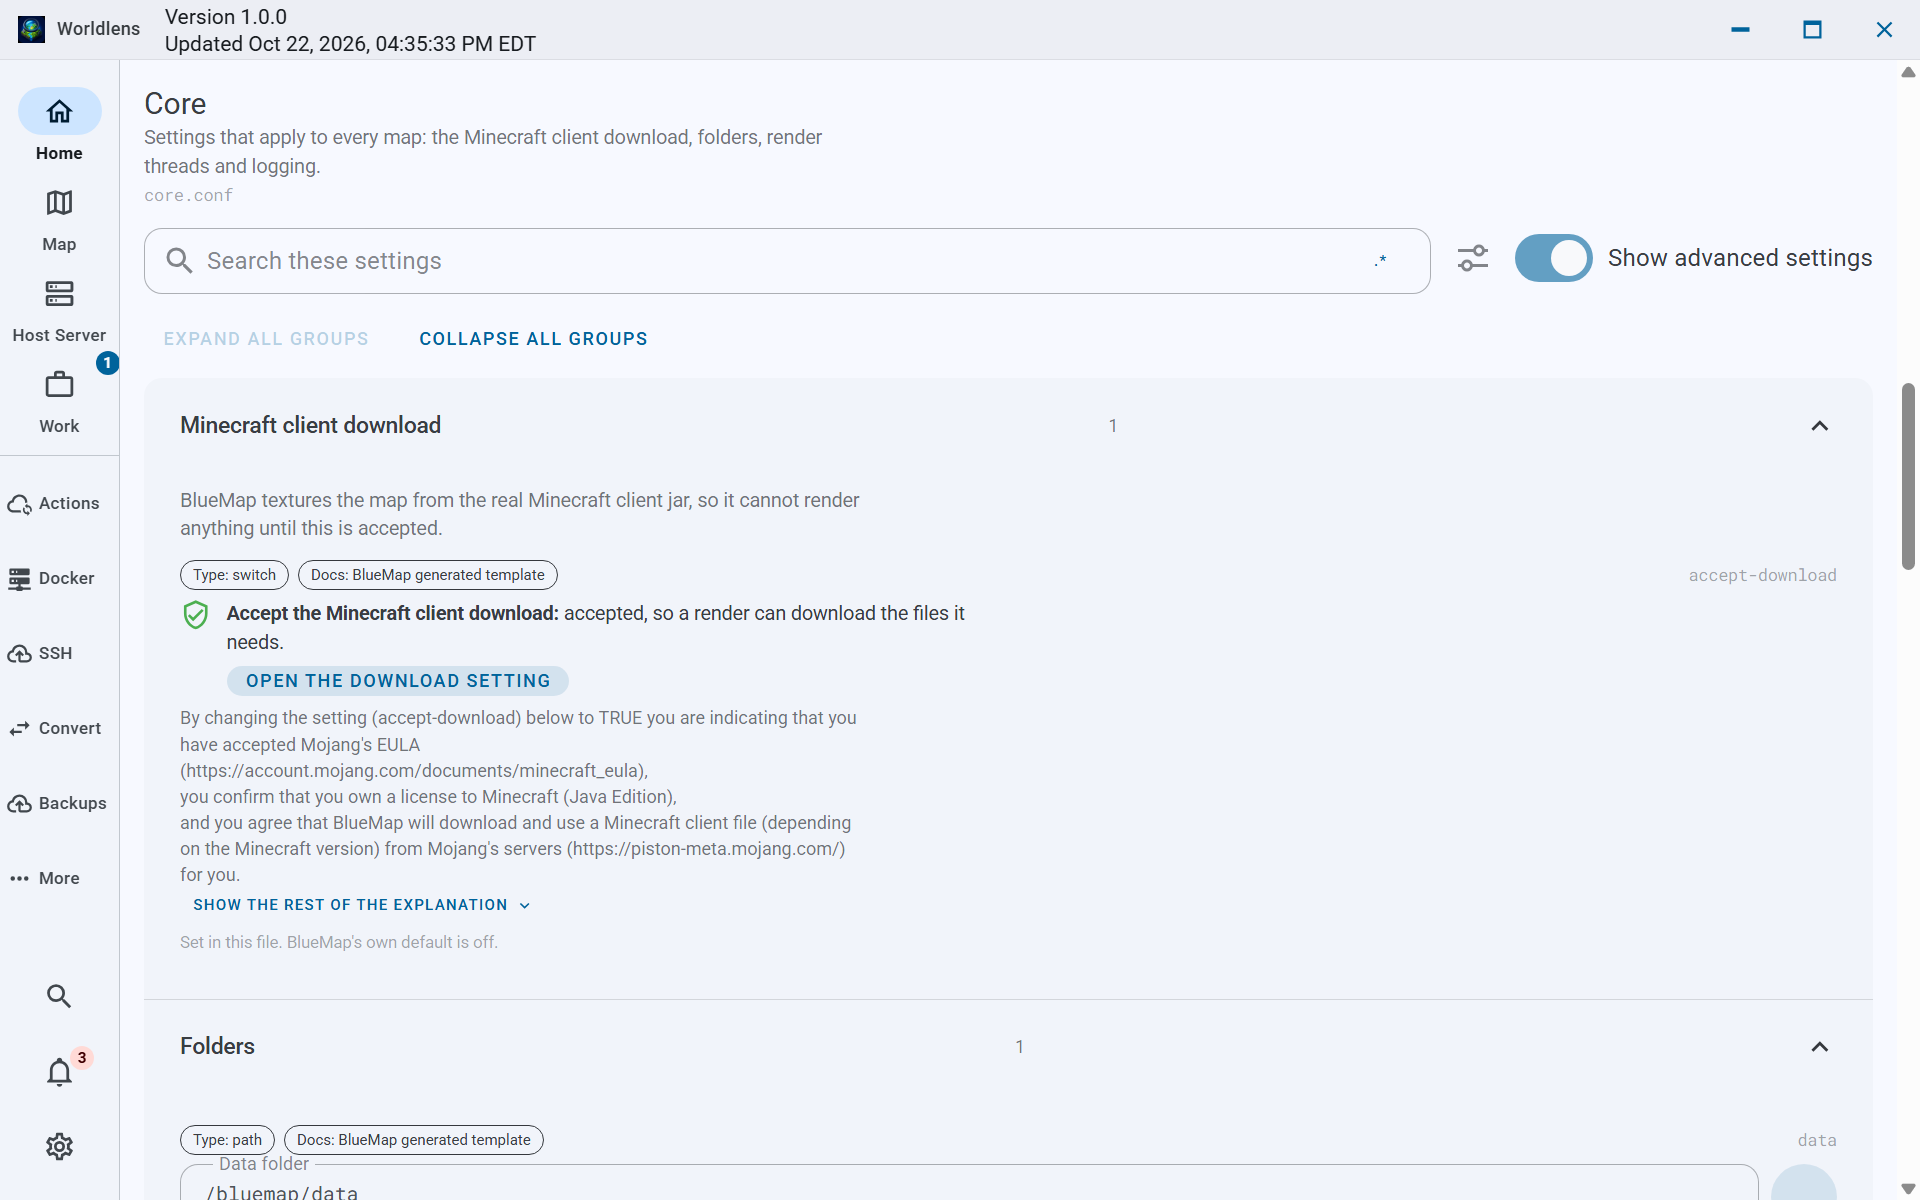 Worldlens
Version 1.0.0
Updated Oct 22, 2026, 04:35:33 PM EDT
Home
Map
Host Server
1
Work
Actions
Docker
SSH
Convert
Backups
More
3
Core
Settings that apply to every map: the Minecraft client download, folders, render
threads and logging.
core.conf
Search these settings
.*
Show advanced settings
EXPAND ALL GROUPS
COLLAPSE ALL GROUPS
Minecraft client download
1
BlueMap textures the map from the real Minecraft client jar, so it cannot render
anything until this is accepted.
Type: switch
Docs: BlueMap generated template
accept-download
Accept the Minecraft client download: accepted, so a render can download the files it
needs.
OPEN THE DOWNLOAD SETTING
By changing the setting (accept-download) below to TRUE you are indicating that you
have accepted Mojang's EULA
(https://account.mojang.com/documents/minecraft_eula),
you confirm that you own a license to Minecraft (Java Edition),
and you agree that BlueMap will download and use a Minecraft client file (depending
on the Minecraft version) from Mojang's servers (https://piston-meta.mojang.com/)
for you.
SHOW THE REST OF THE EXPLANATION
Set in this file. BlueMap's own default is off.
Folders
1
Type: path
Docs: BlueMap generated template
data
Data folder
/bluemap/data